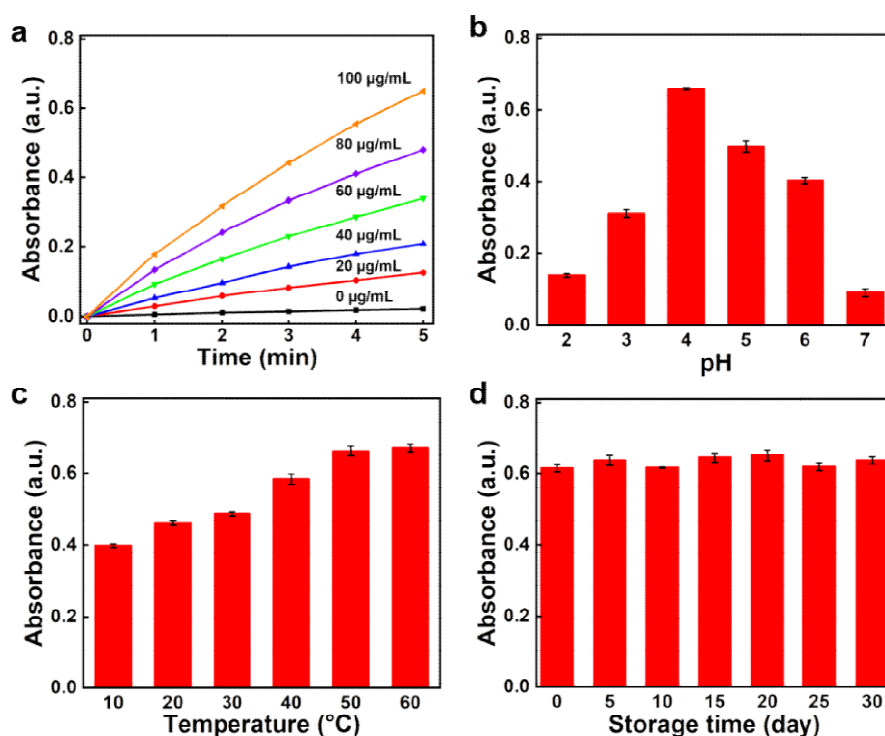 a
0.8
0.6
0.4
0.2
0.0
Absorbance (a.u.)
100 µg/mL
80 µg/mL
60 µg/mL
40 µg/mL
20 µg/mL
0 µg/mL
0 1 2 3 4 5
Time (min)
b
0.8
0.6
0.4
0.2
0.0
Absorbance (a.u.)
2 3 4 5 6 7
pH
c
0.8
0.6
0.4
0.2
0.0
Absorbance (a.u.)
10 20 30 40 50 60
Temperature (°C)
d
0.8
0.6
0.4
0.2
0.0
Absorbance (a.u.)
0 5 10 15 20 25 30
Storage time (day)